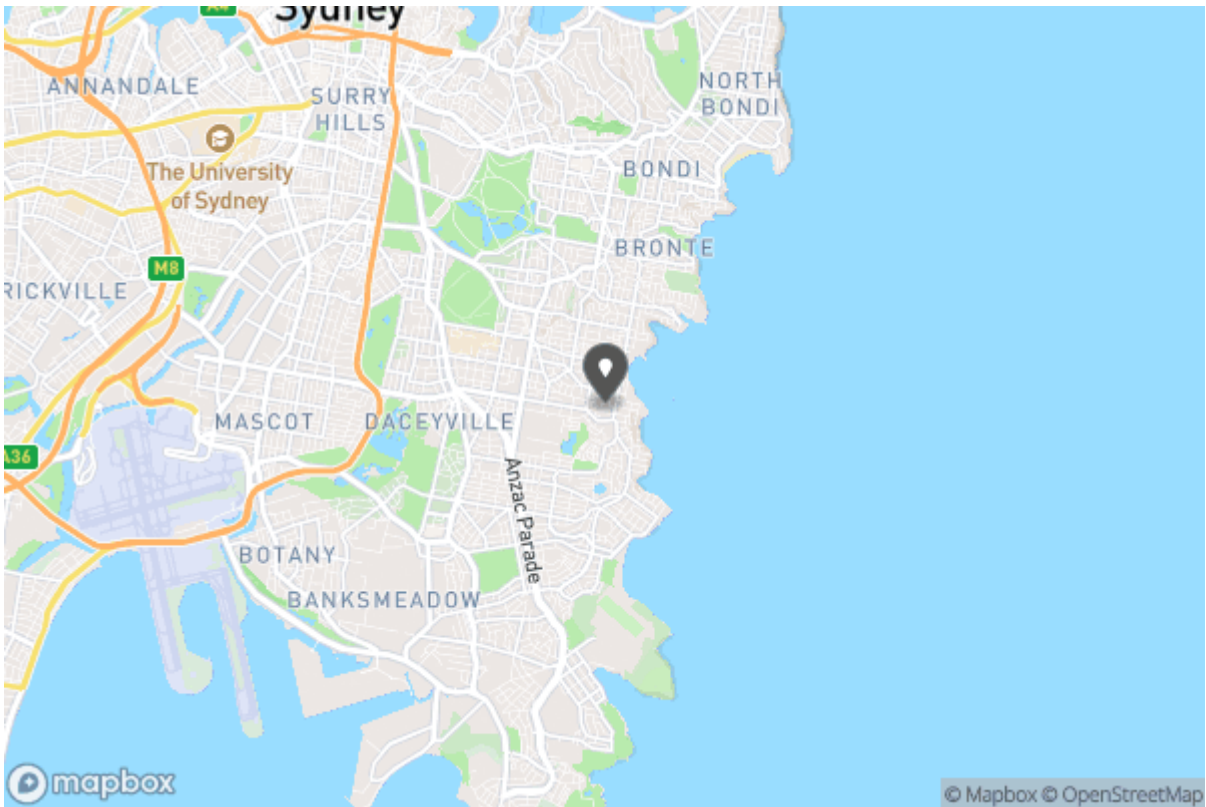 A4
Sydney
ANNANDALE
SURRY
HILLS
NORTH
BONDI
The University
of Sydney
BONDI
BRONTE
M8
RICKVILLE
MASCOT
DACEYVILLE
A36
Anzac Parade
BOTANY
BANKSMEADOW
mapbox
© Mapbox © OpenStreetMap